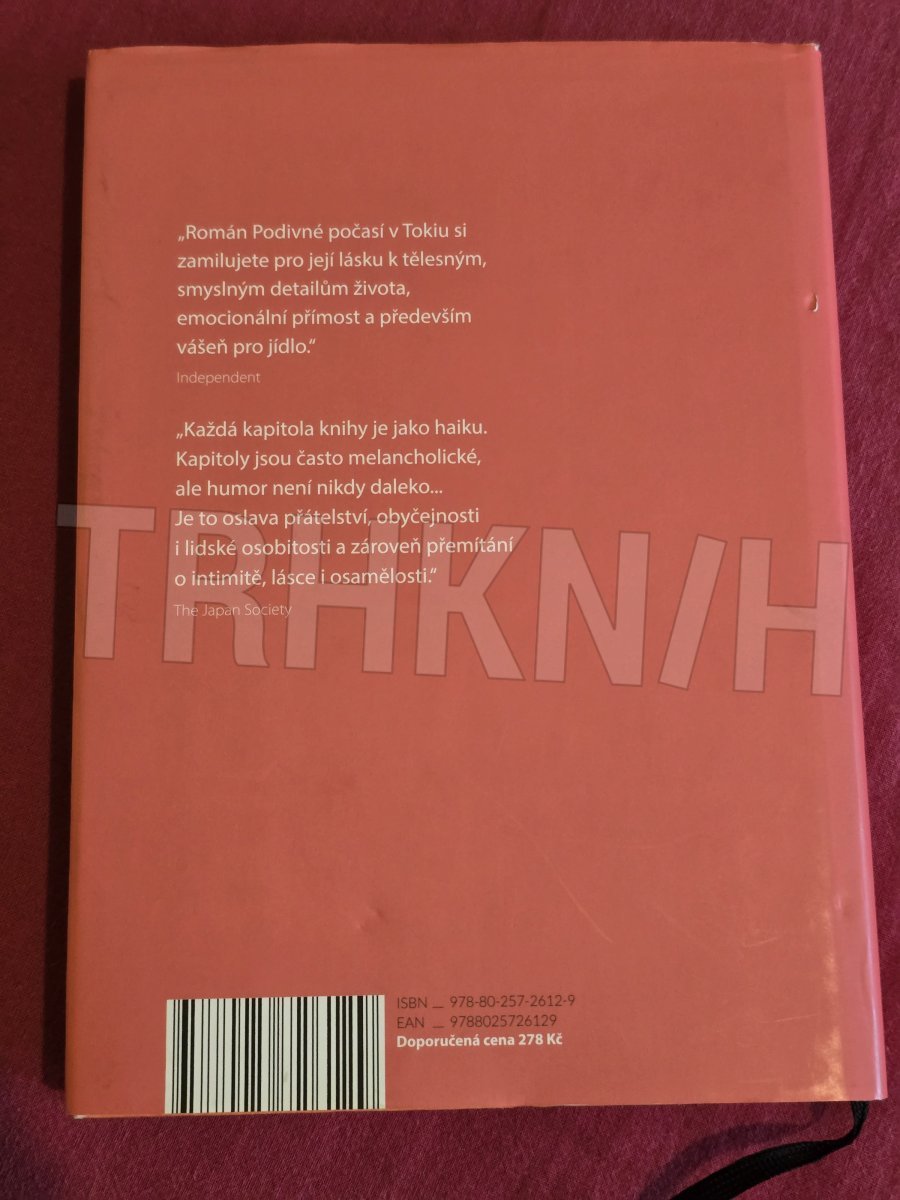 „Román Podivné počasí v Tokiu si
zamilujete pro její lásku k tělesným,
smyslným detailům života,
emocionální přímost a především
vášeň pro jídlo.“
Independent
„Každá kapitola knihy je jako haiku.
Kapitoly jsou často melancholické,
ale humor není nikdy daleko...
Je to oslava přátelství, obyčejnosti
i lidské osobitosti a zároveň přemítání
o intimitě, lásce i osamělosti.“
The Japan Society
TRHKN/H
ISBN _ 978-80-257-2612-9
EAN _ 9788025726129
Doporučená cena 278 Kč